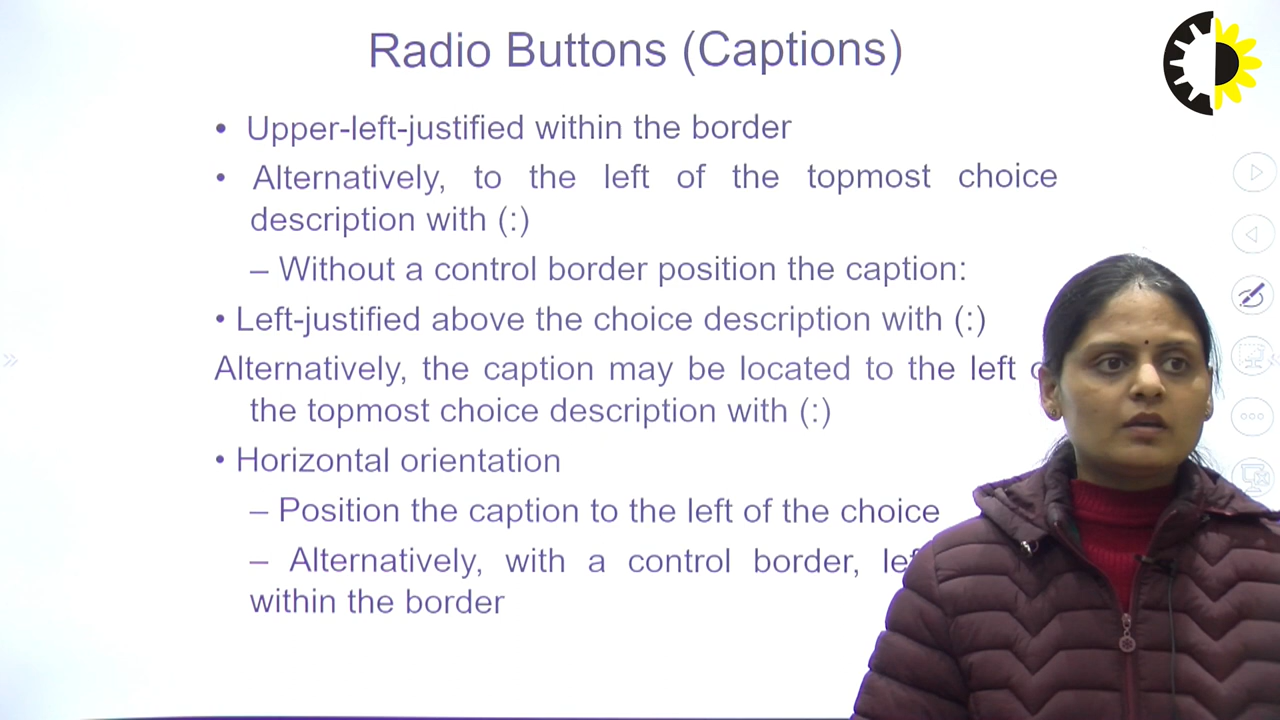 Radio Buttons (Captions)
• Upper-left-justified within the border
• Alternatively, to the left of the topmost choice
description with (:)
– Without a control border position the caption:
• Left-justified above the choice description with (:)
Alternatively, the caption may be located to the left
the topmost choice description with (:)
• Horizontal orientation
– Position the caption to the left of the choice
– Alternatively, with a control border,
within the border